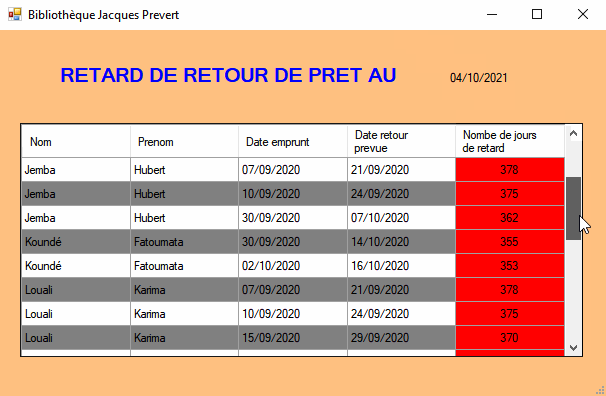 Bibliothèque Jacques Prevert
RETARD DE RETOUR DE PRET AU 04/10/2021
Nom Prenom Date emprunt Date retour prevue Nombe de jours de retard
Jemba Hubert 07/09/2020 21/09/2020 378
Jemba Hubert 10/09/2020 24/09/2020 375
Jemba Hubert 30/09/2020 07/10/2020 362
Koundé Fatoumata 30/09/2020 14/10/2020 355
Koundé Fatoumata 02/10/2020 16/10/2020 353
Louali Karima 07/09/2020 21/09/2020 378
Louali Karima 10/09/2020 24/09/2020 375
Louali Karima 15/09/2020 29/09/2020 370